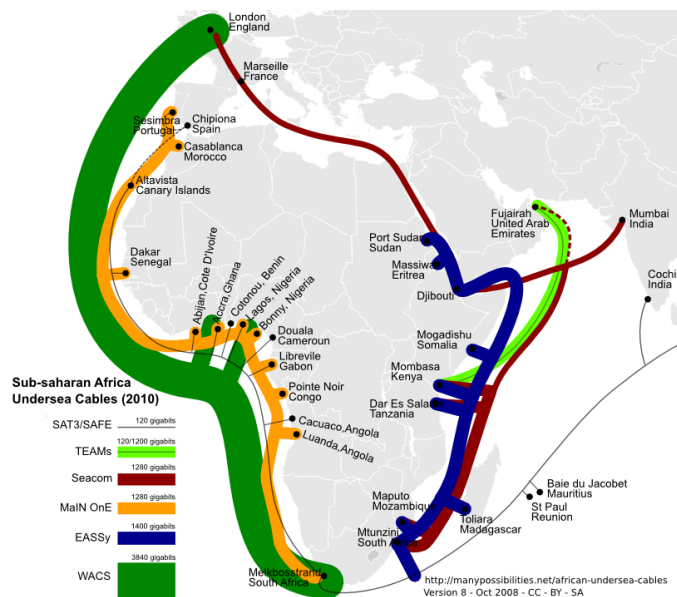 London
England
Marseille
France
Sesimbra
Portugal
Chipiona
Spain
Casablanca
Morocco
Altavista
Canary Islands
Dakar
Senegal
Abijan,Cote D'Ivoire
Accra,Ghana
Cotonou, Benin
Lagos, Nigeria
Bonny, Nigeria
Douala
Cameroun
Libreville
Gabon
Pointe Noir
Congo
Cacuaco,Angola
Luanda,Angola
Port Sudan
Sudan
Massiwa
Eritrea
Djibouti
Fujairah
United Arab
Emirates
Mumbai
India
Cochi
India
Mogadishu
Somalia
Mombasa
Kenya
Dar Es Salaam
Tanzania
Baie du Jacobet
Mauritius
St Paul
Reunion
Maputo
Mozambique
Toliara
Madagascar
Mtunzini
South Africa
Melkbosstrand
South Africa
Sub-saharan Africa
Undersea Cables (2010)
SAT3/SAFE
120 gigabits
TEAMs
120/1200 gigabits
Seacom
1280 gigabits
MaIN OnE
1280 gigabits
EASSy
1400 gigabits
WACS
3840 gigabits
http://manypossibilities.net/african-undersea-cables
Version 8 - Oct 2008 - CC - BY - SA